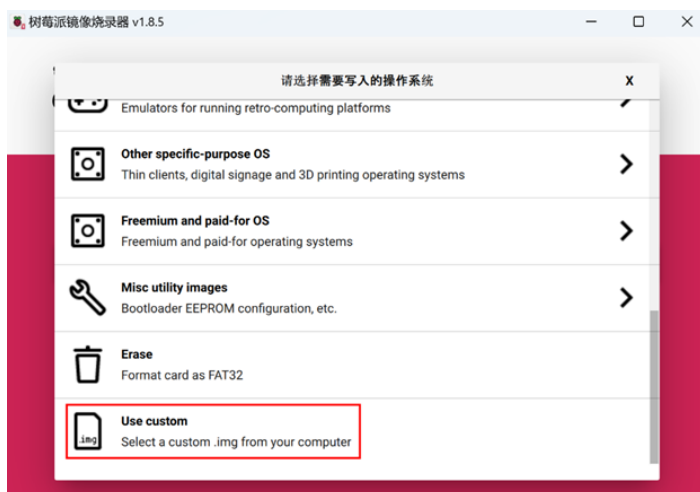 树莓派镜像烧录器 v1.8.5
请选择需要写入的操作系统
X
Emulators for running retro-computing platforms
Other specific-purpose OS
Thin clients, digital signage and 3D printing operating systems
Freemium and paid-for OS
Freemium and paid-for operating systems
Misc utility images
Bootloader EEPROM configuration, etc.
Erase
Format card as FAT32
Use custom
.img
Select a custom .img from your computer